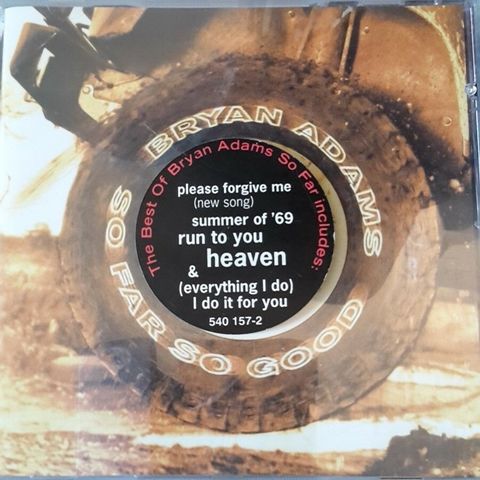 BRYAN ADAMS
SO FAR SO GOOD
The Best Of Bryan Adams So Far includes:
please forgive me
(new song)
summer of '69
run to you
heaven
&
(everything I do)
I do it for you
540 157-2